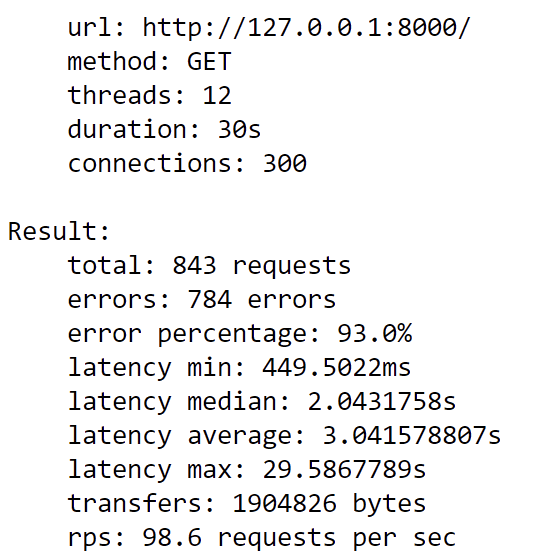 url: http://127.0.0.1:8000/
method: GET
threads: 12
duration: 30s
connections: 300
Result:
total: 843 requests
errors: 784 errors
error percentage: 93.0%
latency min: 449.5022ms
latency median: 2.0431758s
latency average: 3.041578807s
latency max: 29.5867789s
transfers: 1904826 bytes
rps: 98.6 requests per sec